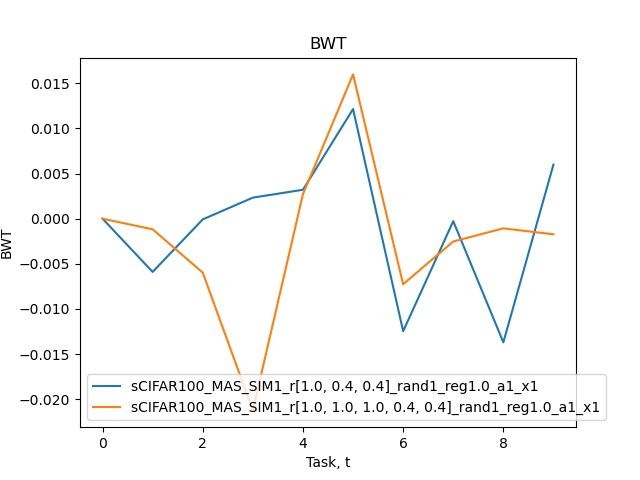 BWT
0.015
0.010
0.005
0.000
−0.005
−0.010
−0.015
−0.020
BWT
sCIFAR100_MAS_SIM1_r[1.0, 0.4, 0.4]_rand1_reg1.0_a1_x1
sCIFAR100_MAS_SIM1_r[1.0, 1.0, 1.0, 0.4, 0.4]_rand1_reg1.0_a1_x1
0 2 4 6 8
Task, t